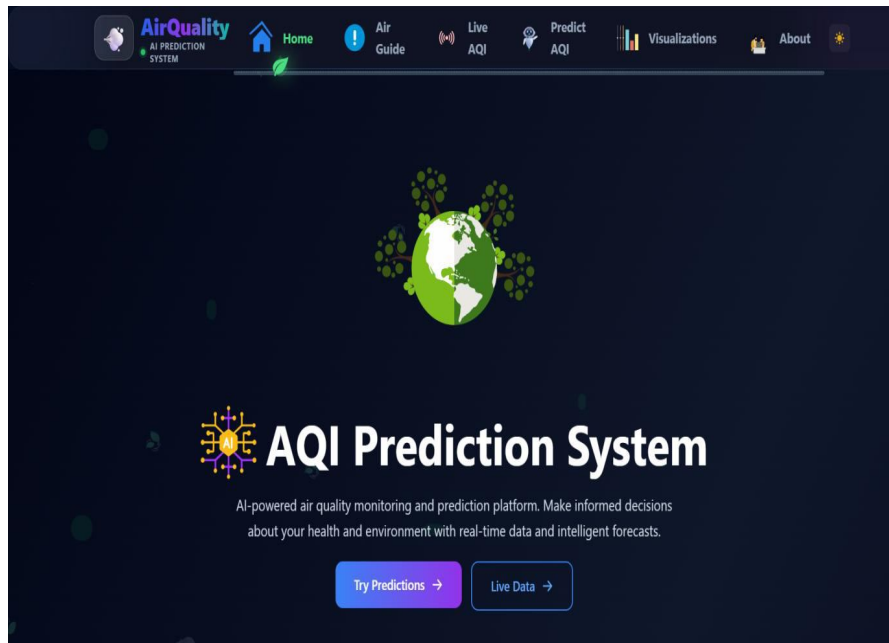 AirQuality
AI PREDICTION
SYSTEM
Home
Air
Guide
Live
AQI
Predict
AQI
Visualizations
About
AI
AQI Prediction System
AI-powered air quality monitoring and prediction platform. Make informed decisions
about your health and environment with real-time data and intelligent forecasts.
Try Predictions →
Live Data →